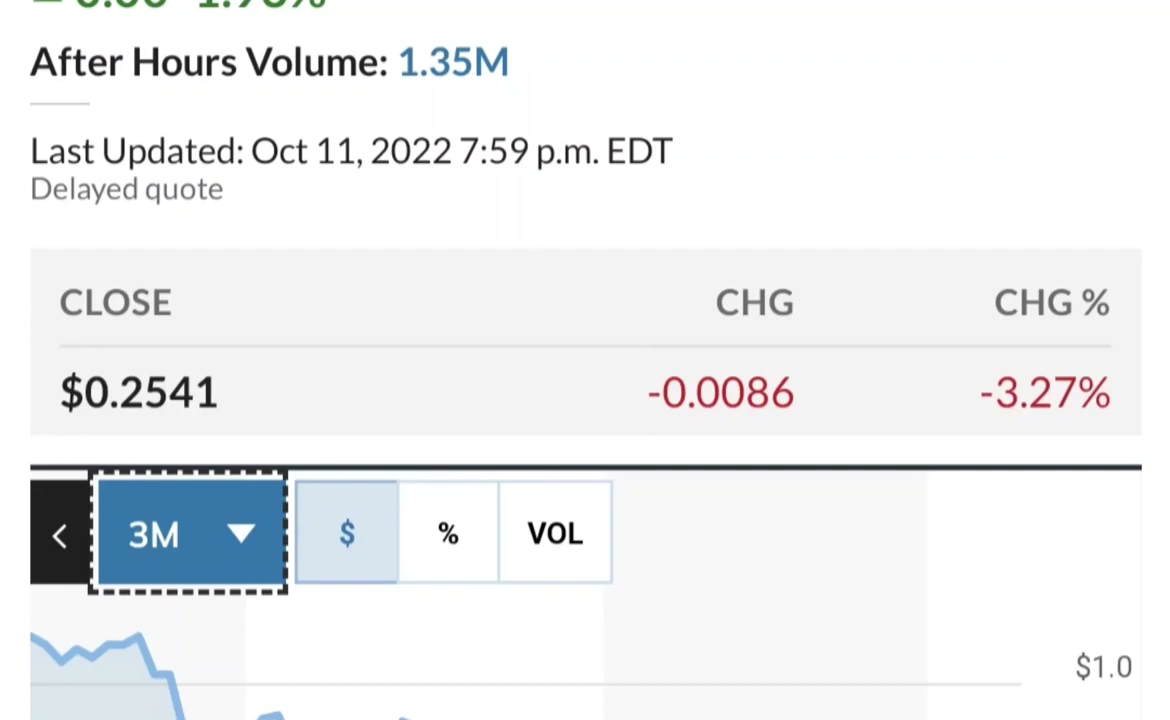 After Hours Volume: 1.35M
Last Updated: Oct 11, 2022 7:59 p.m. EDT
Delayed quote
CLOSE CHG CHG %
$0.2541 -0.0086 -3.27%
3M $ % VOL
$1.0